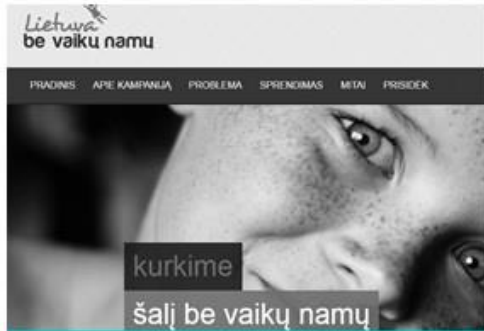 Lietuva
be vaikų namų
PRADINIS APIE KAMPANIJĄ PROBLEMA SPRENDIMAS MITAI PRISIDĖK
kurkime
šalį be vaikų namų